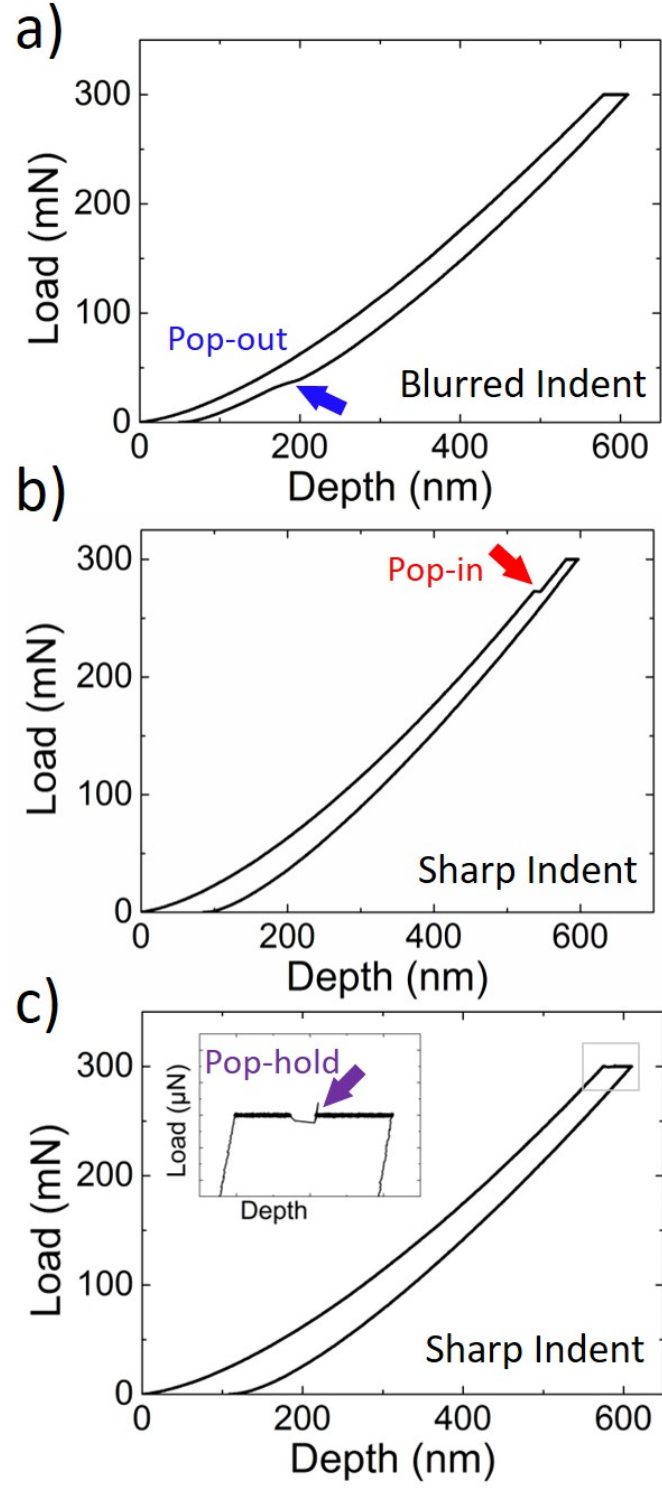 a)
300
200
100
0
Load (mN)
Pop-out
Blurred Indent
0 200 400 600
Depth (nm)
b)
300
200
100
0
Load (mN)
Pop-in
Sharp Indent
0 200 400 600
Depth (nm)
c)
300
200
100
0
Load (mN)
Pop-hold
Load (µN)
Depth
Sharp Indent
0 200 400 600
Depth (nm)